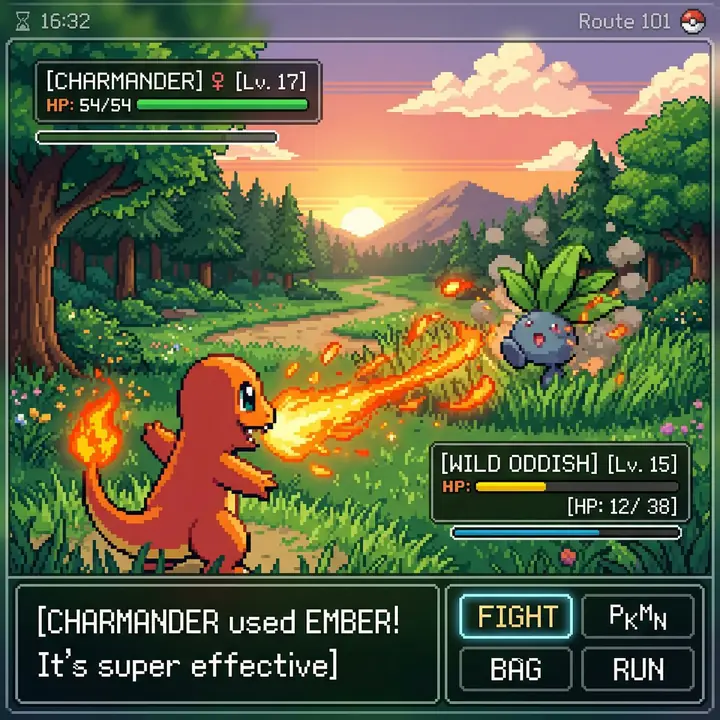 16:32
Route 101
[CHARMANDER] ♀ [Lv. 17]
HP: 54/54
[WILD ODDISH] [Lv. 15]
HP:
[HP: 12/ 38]
[CHARMANDER used EMBER!
It's super effective]
FIGHT
PKMN
BAG
RUN